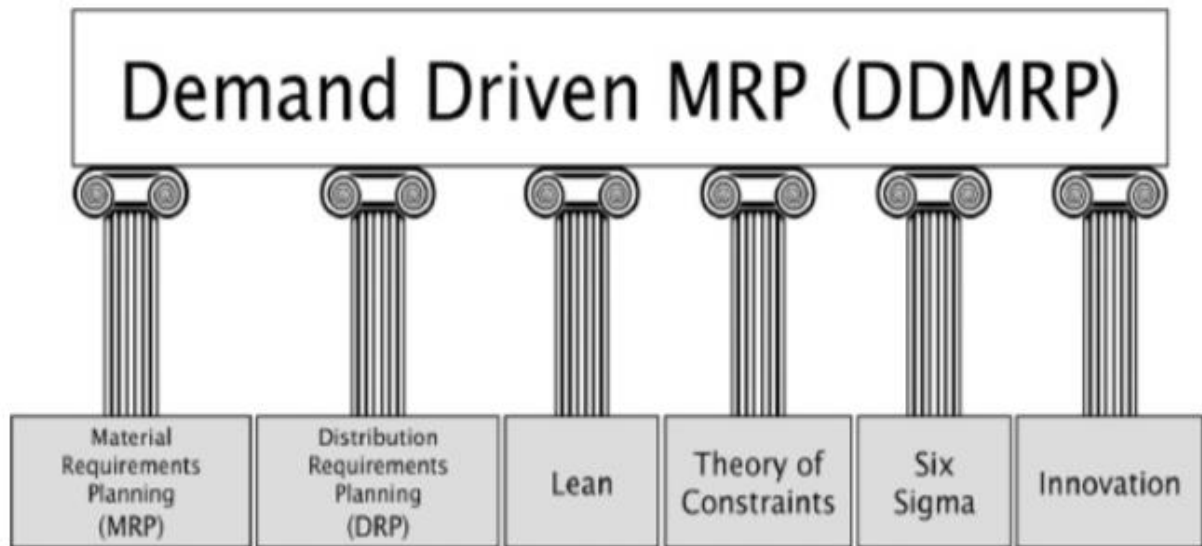 Demand Driven MRP (DDMRP)
Material
Requirements
Planning
(MRP)
Distribution
Requirements
Planning
(DRP)
Lean
Theory of
Constraints
Six
Sigma
Innovation